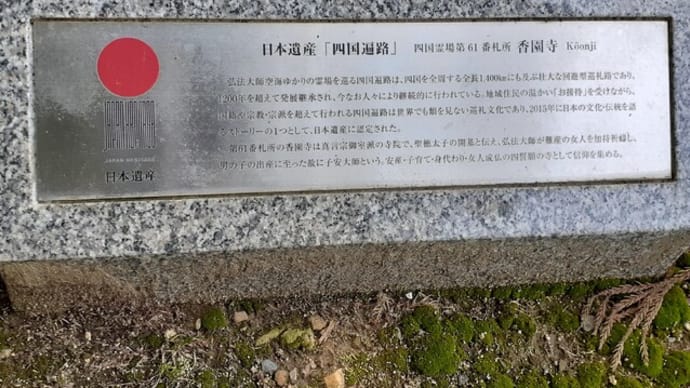 日本遺産「四国遍路」 四国霊場第61番札所 香園寺 Kōonji
弘法大師空海ゆかりの霊場を巡る四国遍路は、四国を全周する全長1,400kmにも及ぶ壮大な回遊型巡礼路であり、
1200年を超えて発展継承され、今なお人々により継続的に行われている。地域住民の温かい「お接待」を受けながら、
国籍や宗教・宗派を超えて行われる四国遍路は世界でも類を見ない巡礼文化であり、2015年に日本の文化・伝統を語
るストーリーの1つとして、日本遺産に認定された。
第61番札所の香園寺は真言宗御室派の寺院で、聖徳太子の開基と伝え、弘法大師が難産の女人を加持祈祷し、
男の子の出産に至った故に子安大師という。安産・子育て・身代わり・女人成仏の四誓願の寺として信仰を集める。
JAPAN HERITAGE
日本遺産